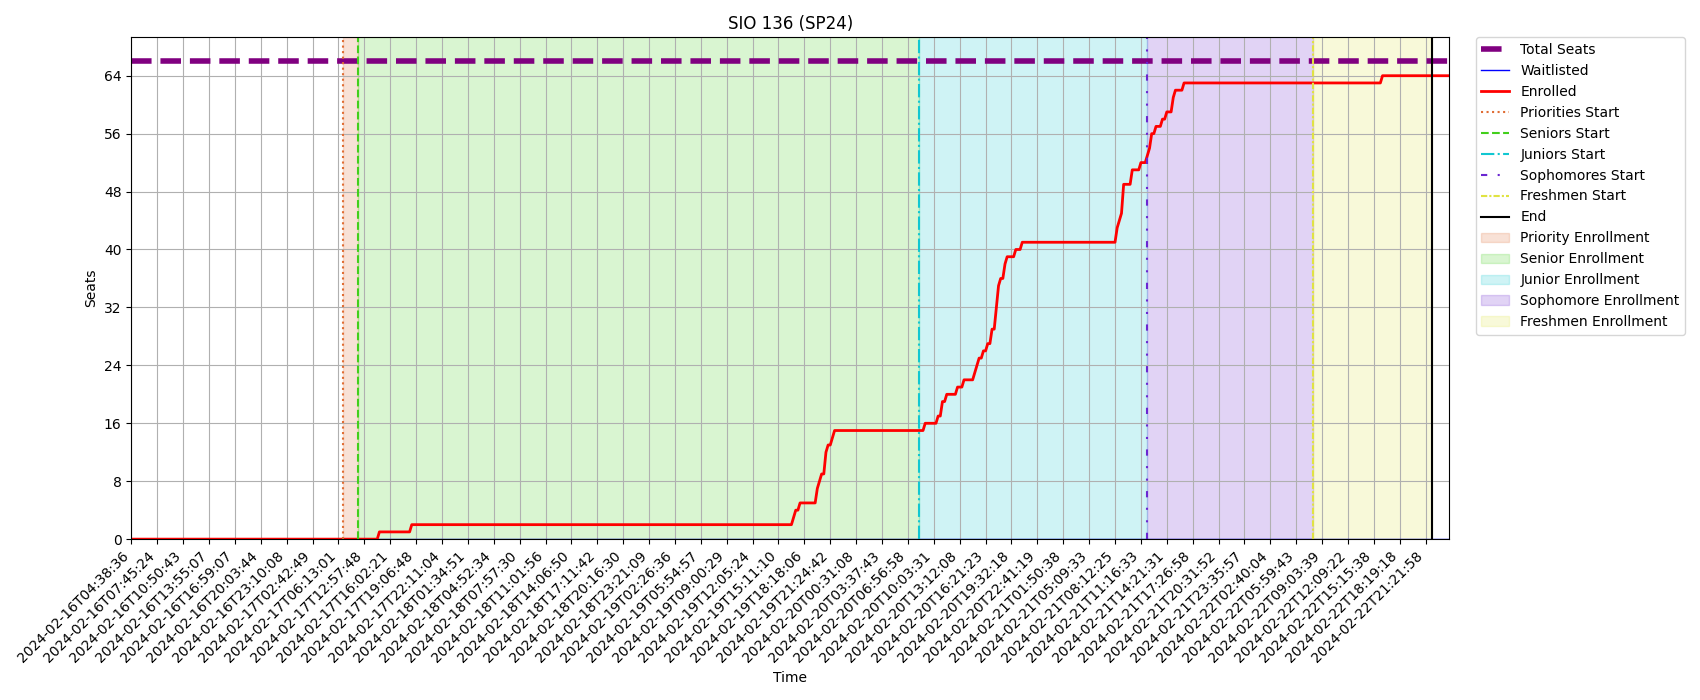 SIO 136 (SP24)
Total Seats
Waitlisted
Enrolled
Priorities Start
Seniors Start
Juniors Start
Sophomores Start
Freshmen Start
End
Priority Enrollment
Senior Enrollment
Junior Enrollment
Sophomore Enrollment
Freshmen Enrollment
Seats
64
56
48
40
32
24
16
8
0
2024-02-16T04:38:36
2024-02-16T07:45:24
2024-02-16T10:50:43
2024-02-16T13:55:07
2024-02-16T16:59:07
2024-02-16T20:03:44
2024-02-16T23:10:08
2024-02-17T02:42:49
2024-02-17T06:13:01
2024-02-17T12:57:48
2024-02-17T16:02:21
2024-02-17T19:06:48
2024-02-17T22:11:04
2024-02-18T01:34:51
2024-02-18T04:52:34
2024-02-18T07:57:30
2024-02-18T11:01:56
2024-02-18T14:06:50
2024-02-18T17:11:42
2024-02-18T20:16:30
2024-02-18T23:21:09
2024-02-19T02:26:36
2024-02-19T05:54:57
2024-02-19T09:00:29
2024-02-19T12:05:24
2024-02-19T15:11:10
2024-02-19T18:18:06
2024-02-19T21:24:42
2024-02-20T00:31:08
2024-02-20T03:37:43
2024-02-20T06:56:58
2024-02-20T10:03:31
2024-02-20T13:12:08
2024-02-20T16:21:23
2024-02-20T19:32:18
2024-02-20T22:41:19
2024-02-21T01:50:38
2024-02-21T05:09:33
2024-02-21T08:12:25
2024-02-21T11:16:33
2024-02-21T14:21:31
2024-02-21T17:26:58
2024-02-21T20:31:52
2024-02-21T23:35:57
2024-02-22T02:40:04
2024-02-22T05:59:43
2024-02-22T09:03:39
2024-02-22T12:09:22
2024-02-22T15:15:38
2024-02-22T18:19:18
2024-02-22T21:21:58
Time